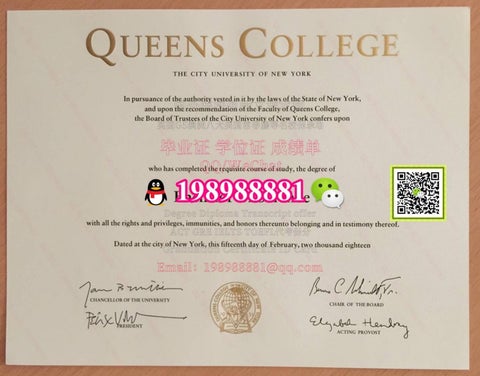 QUEENS COLLEGE
THE CITY UNIVERSITY OF NEW YORK
In pursuance of the authority vested in it by the laws of the State of New York,
and upon the recommendation of the Faculty of Queens College,
the Board of Trustees of the City University of New York confers upon
毕业证 学位证 成绩单
QQ/WeChat
who has completed the requisite course of study, the degree of
198988881
Degree Diploma Transcript offer
with all the rights and privileges, immunities, and honors thereunto belonging and in testimony thereof.
Dated at the city of New York, this fifteenth day of February, two thousand eighteen
Email: 198988881@qq.com
CHANCELLOR OF THE UNIVERSITY
CHAIR OF THE BOARD
PRESIDENT
ACTING PROVOST